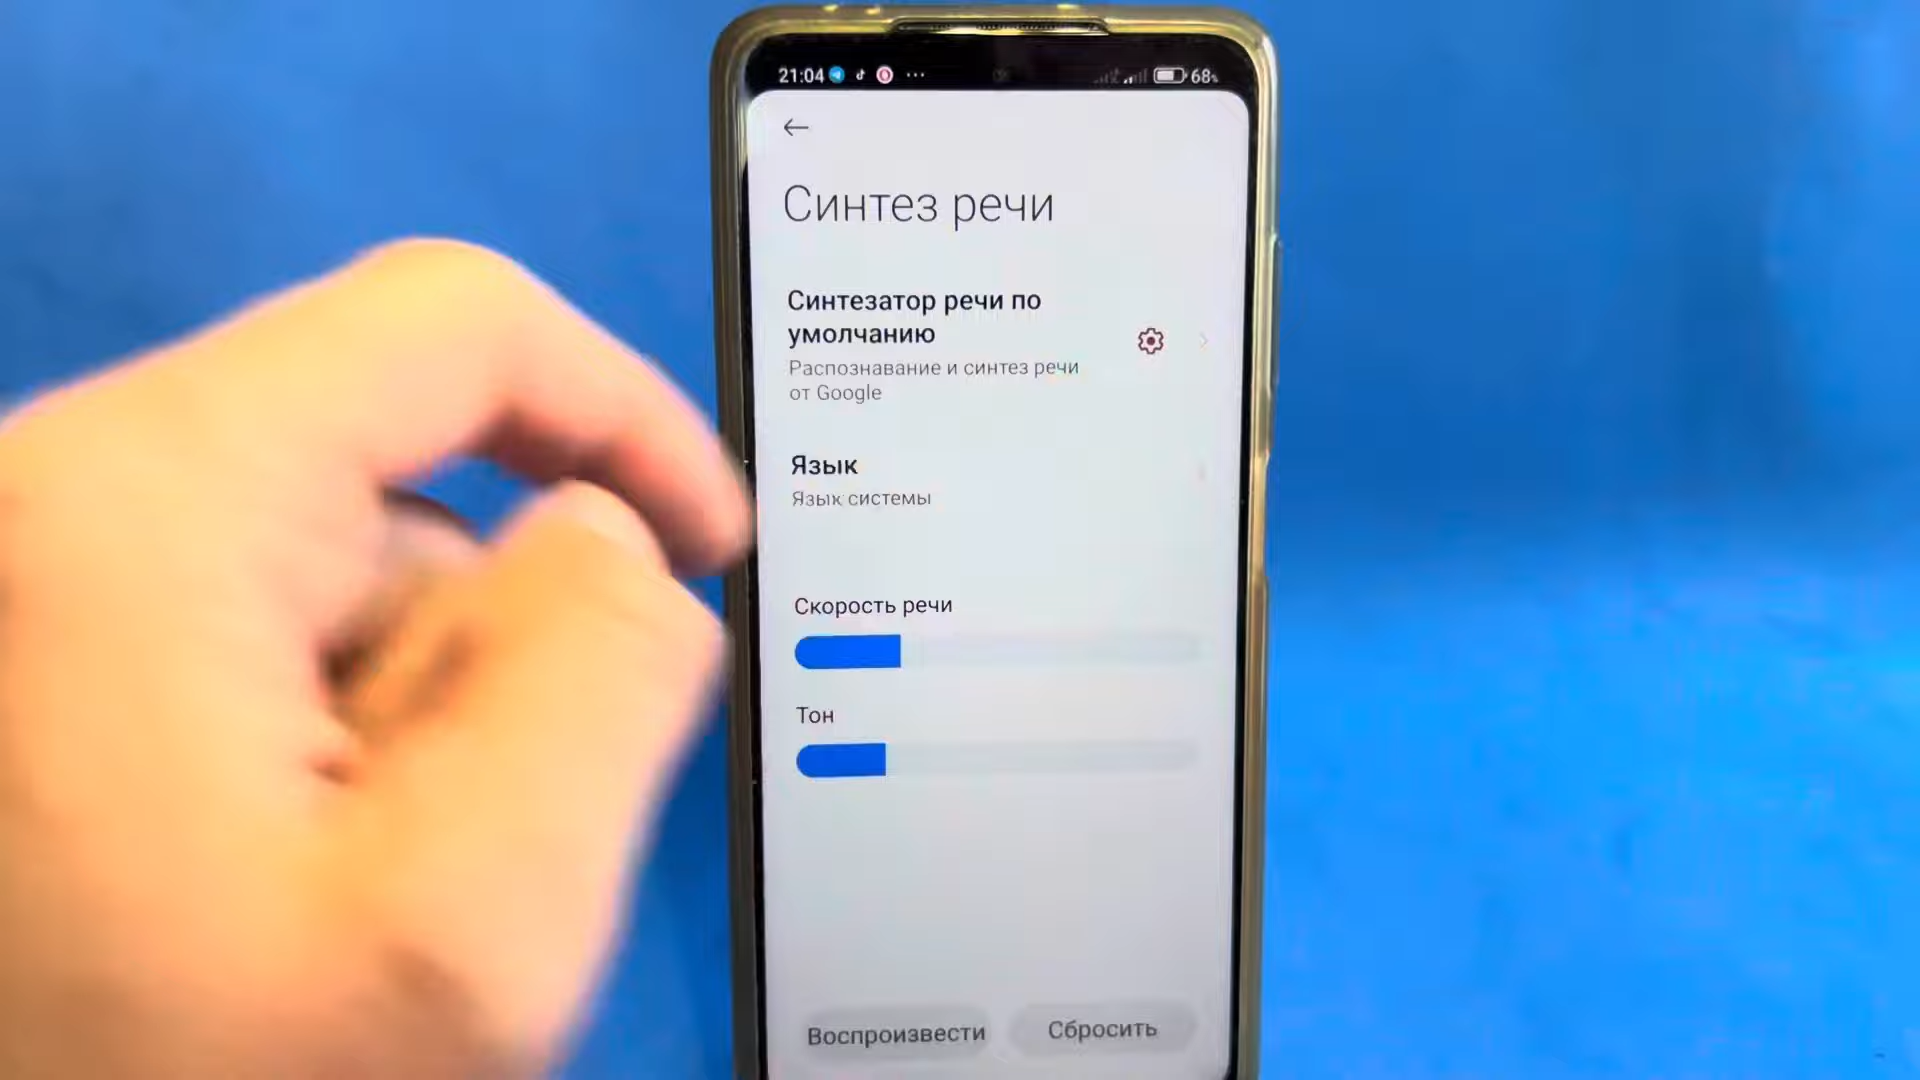 21:04 68%
Синтез речи
Синтезатор речи по
умолчанию
Распознавание и синтез речи
от Google
Язык
Язык системы
Скорость речи
Тон
Воспроизвести Сбросить